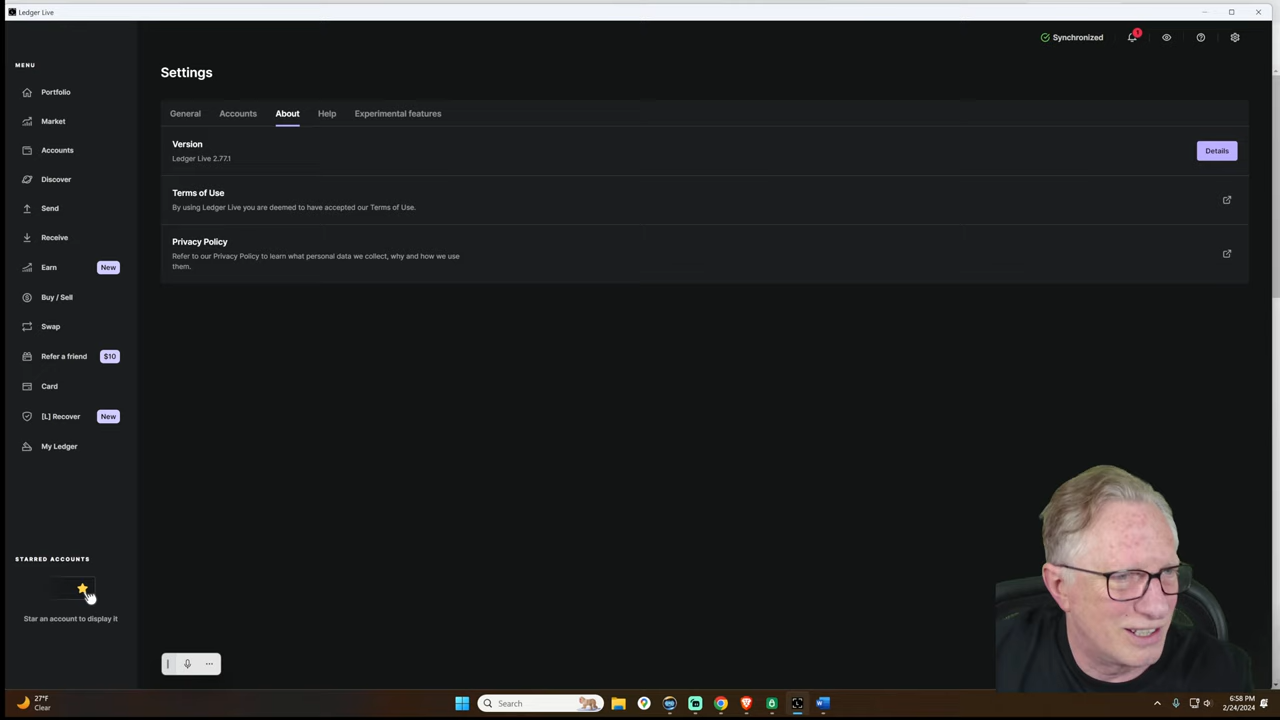 Ledger Live
Synchronized
1
MENU
Portfolio
Market
Accounts
Discover
Send
Receive
Earn
New
Buy / Sell
Swap
Refer a friend
$10
Card
[L] Recover
New
My Ledger
STARRED ACCOUNTS
Star an account to display it
Settings
General
Accounts
About
Help
Experimental features
Version
Ledger Live 2.77.1
Details
Terms of Use
By using Ledger Live you are deemed to have accepted our Terms of Use.
Privacy Policy
Refer to our Privacy Policy to learn what personal data we collect, why and how we use
them.
27°F
Clear
Search
6:58 PM
2/24/2024